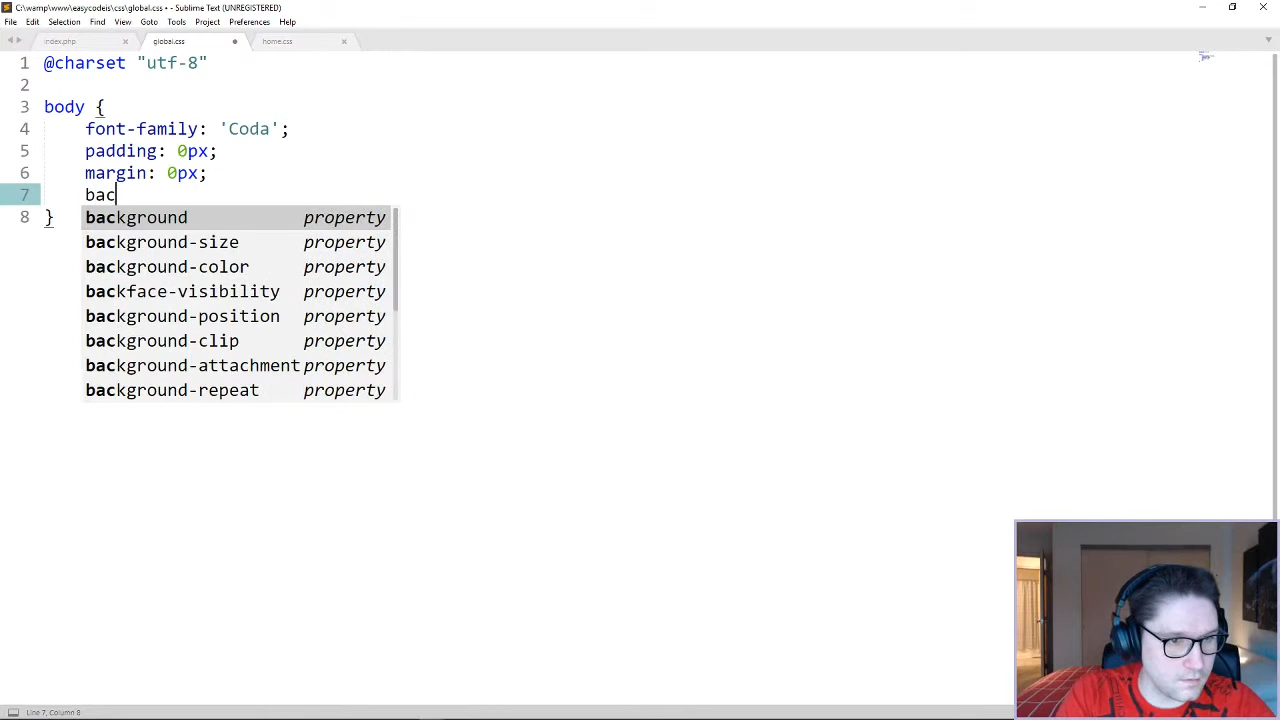 C:\wamp\www\easycodeis\css\global.css • - Sublime Text (UNREGISTERED)
File Edit Selection Find View Goto Tools Project Preferences Help
index.php global.css home.css
1 @charset "utf-8"
2
3 body {
4 font-family: 'Coda';
5 padding: 0px;
6 margin: 0px;
7 bac
8 }
background property
background-size property
background-color property
backface-visibility property
background-position property
background-clip property
background-attachment property
background-repeat property
Line 7, Column 8